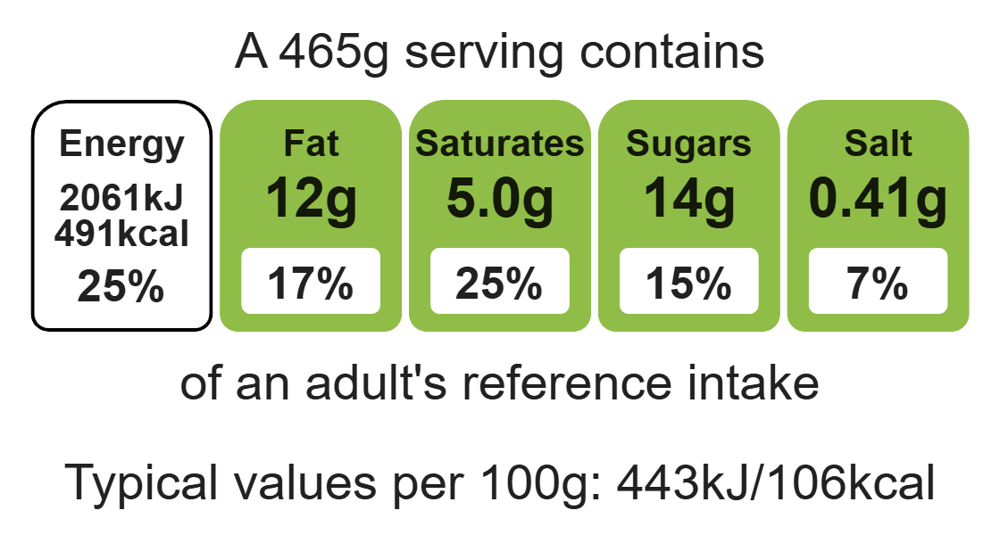 A 465g serving contains
Energy Fat Saturates Sugars Salt
2061kJ 12g 5.0g 14g 0.41g
491kcal
25% 17% 25% 15% 7%
of an adult's reference intake
Typical values per 100g: 443kJ/106kcal